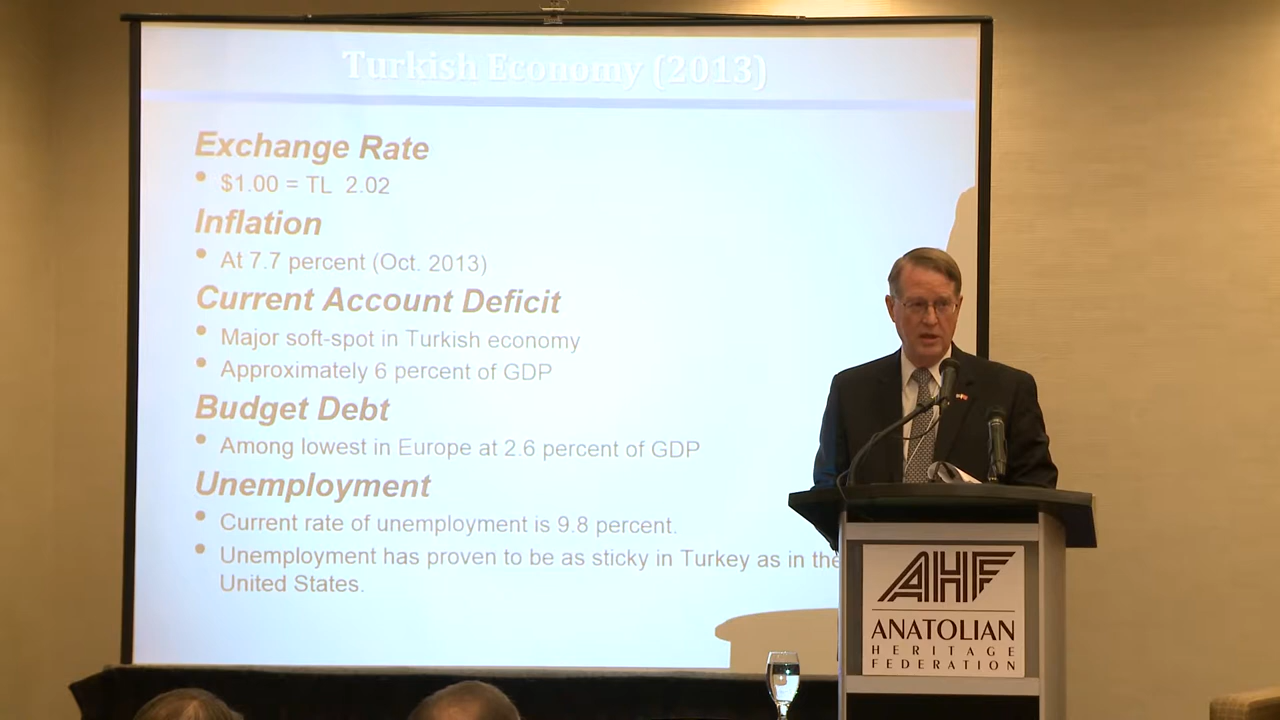 Turkish Economy (2013)
Exchange Rate
• $1.00 = TL 2.02
Inflation
• At 7.7 percent (Oct. 2013)
Current Account Deficit
• Major soft-spot in Turkish economy
• Approximately 6 percent of GDP
Budget Debt
• Among lowest in Europe at 2.6 percent of GDP
Unemployment
• Current rate of unemployment is 9.8 percent.
• Unemployment has proven to be as sticky in Turkey as in the
United States.
AHF
ANATOLIAN
HERITAGE
FEDERATION